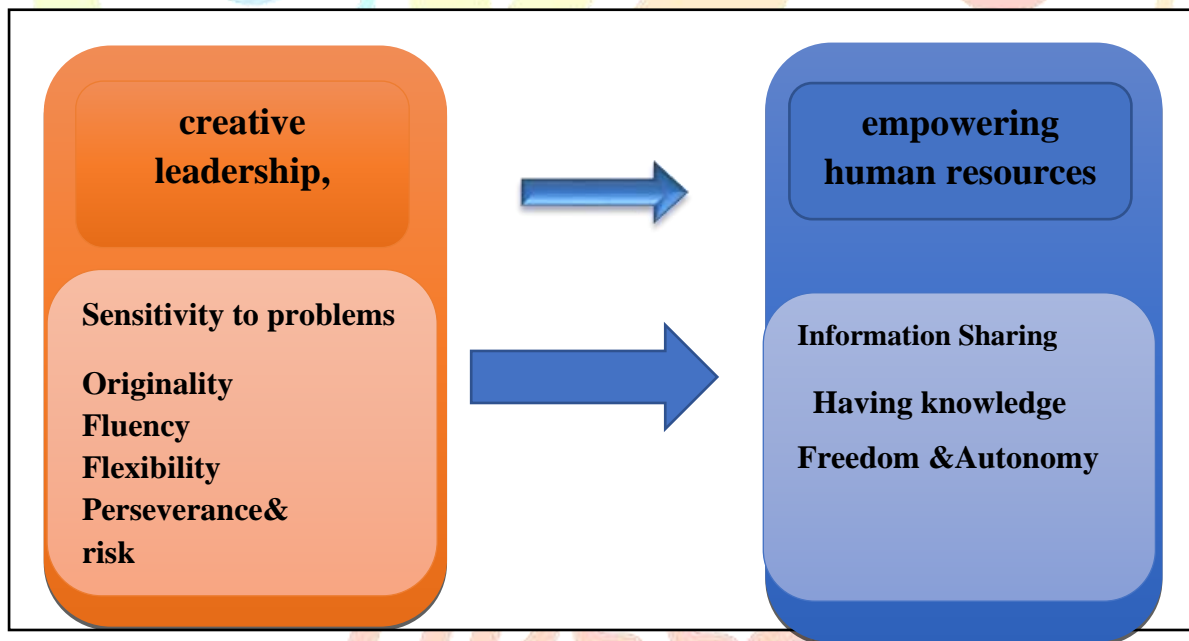 creative
leadership,
Sensitivity to problems
Originality
Fluency
Flexibility
Perseverance&
risk
empowering
human resources
Information Sharing
Having knowledge
Freedom &Autonomy